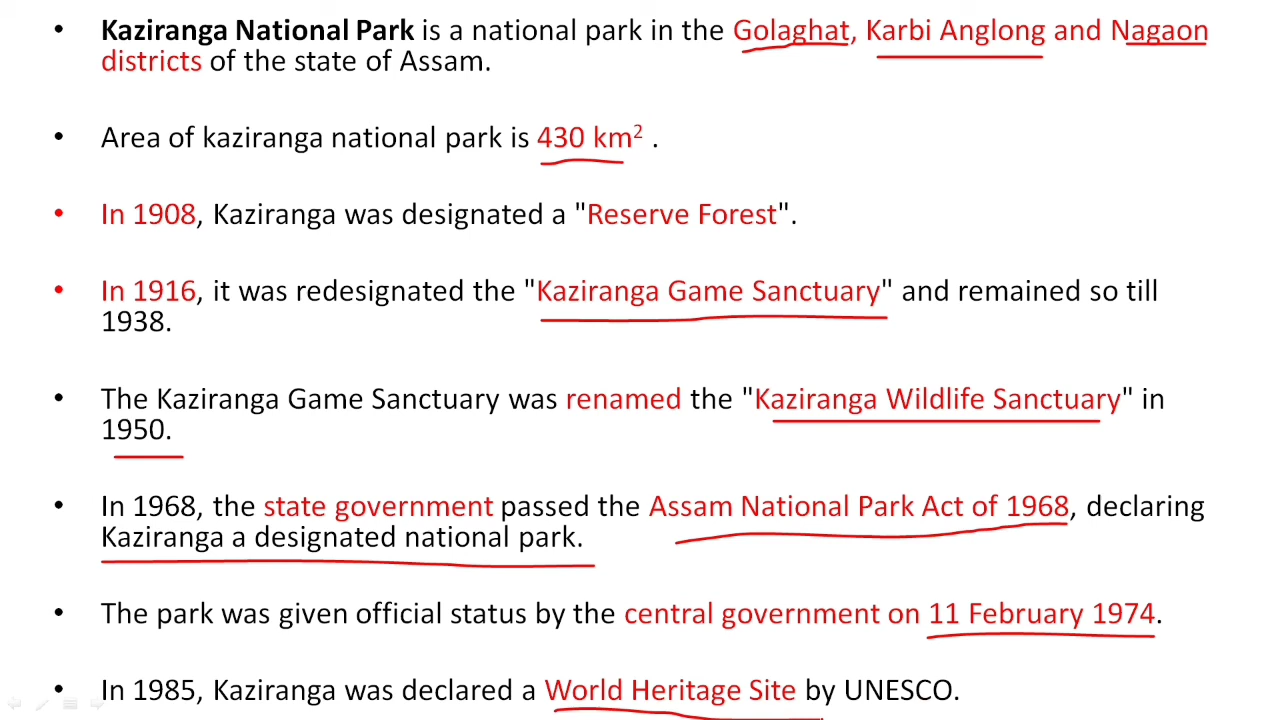 • Kaziranga National Park is a national park in the Golaghat, Karbi Anglong and Nagaon
districts of the state of Assam.
• Area of kaziranga national park is 430 km² .
• In 1908, Kaziranga was designated a "Reserve Forest".
• In 1916, it was redesignated the "Kaziranga Game Sanctuary" and remained so till
1938.
• The Kaziranga Game Sanctuary was renamed the "Kaziranga Wildlife Sanctuary" in
1950.
• In 1968, the state government passed the Assam National Park Act of 1968, declaring
Kaziranga a designated national park.
• The park was given official status by the central government on 11 February 1974.
• In 1985, Kaziranga was declared a World Heritage Site by UNESCO.